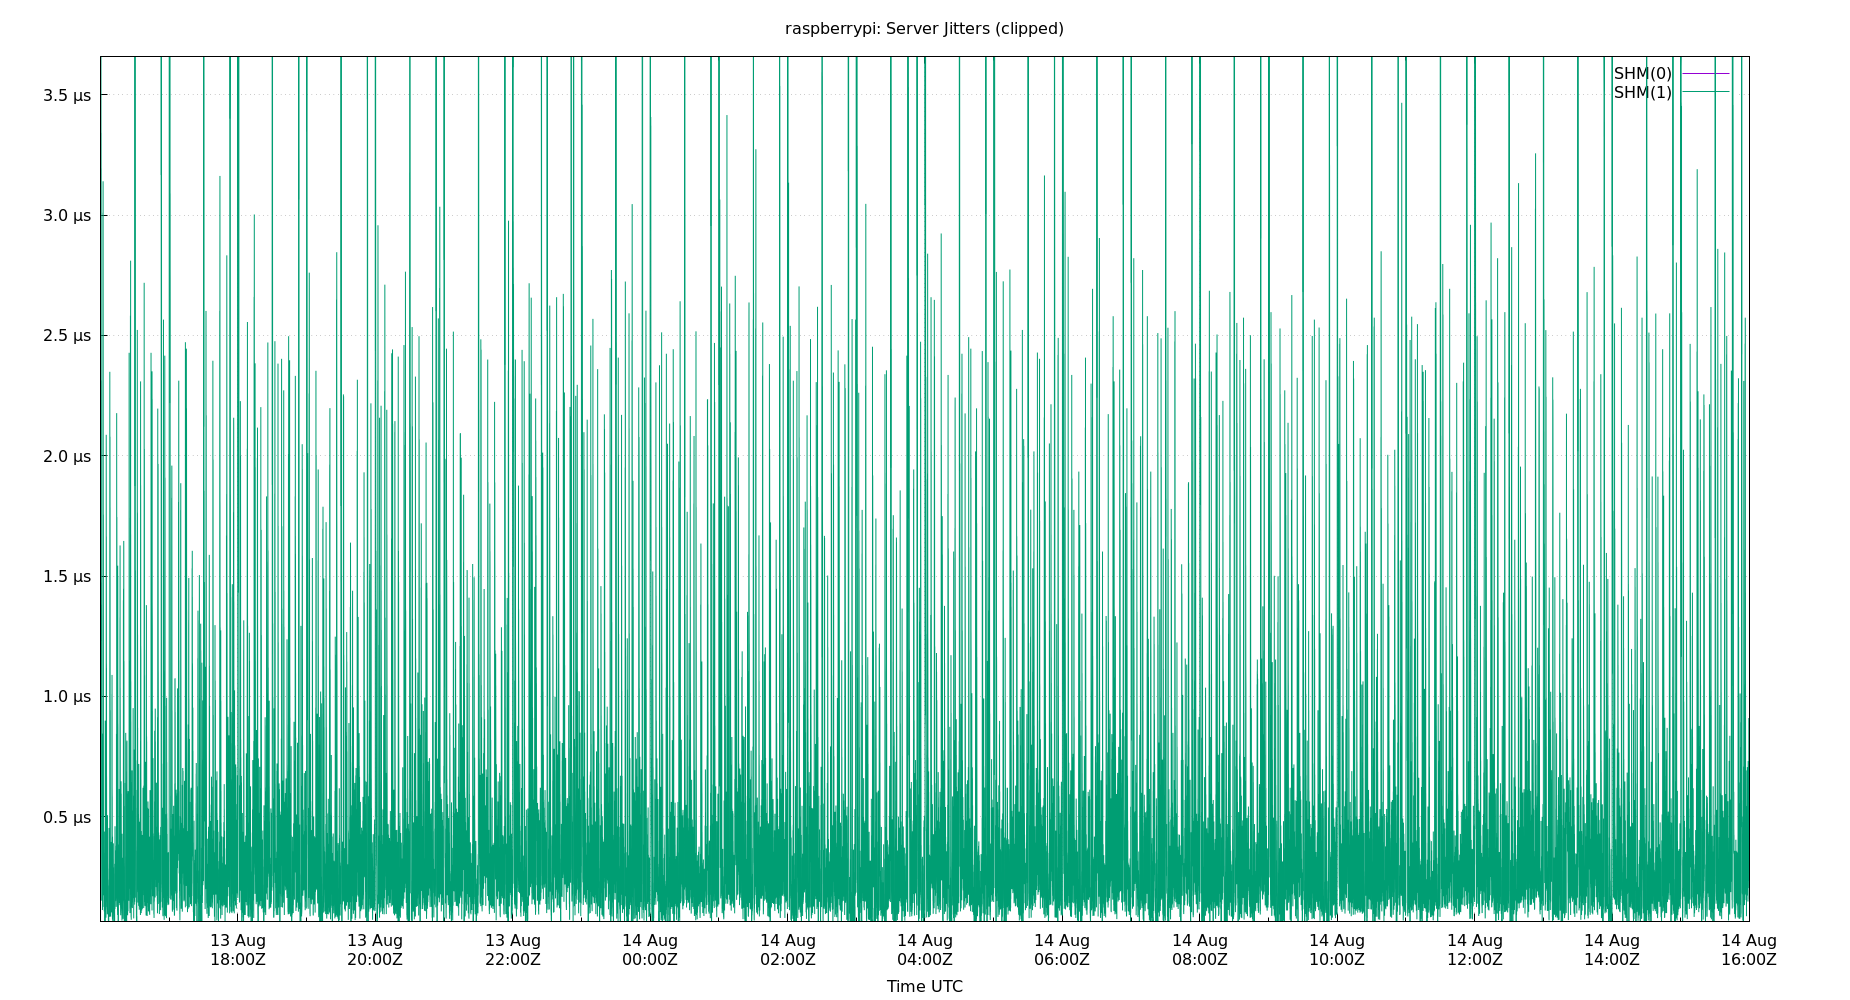 raspberrypi: Server Jitters (clipped)
SHM(0)
SHM(1)
3.5 µs
3.0 µs
2.5 µs
2.0 µs
1.5 µs
1.0 µs
0.5 µs
13 Aug
18:00Z
13 Aug
20:00Z
13 Aug
22:00Z
14 Aug
00:00Z
14 Aug
02:00Z
14 Aug
04:00Z
14 Aug
06:00Z
14 Aug
08:00Z
14 Aug
10:00Z
14 Aug
12:00Z
14 Aug
14:00Z
14 Aug
16:00Z
Time UTC